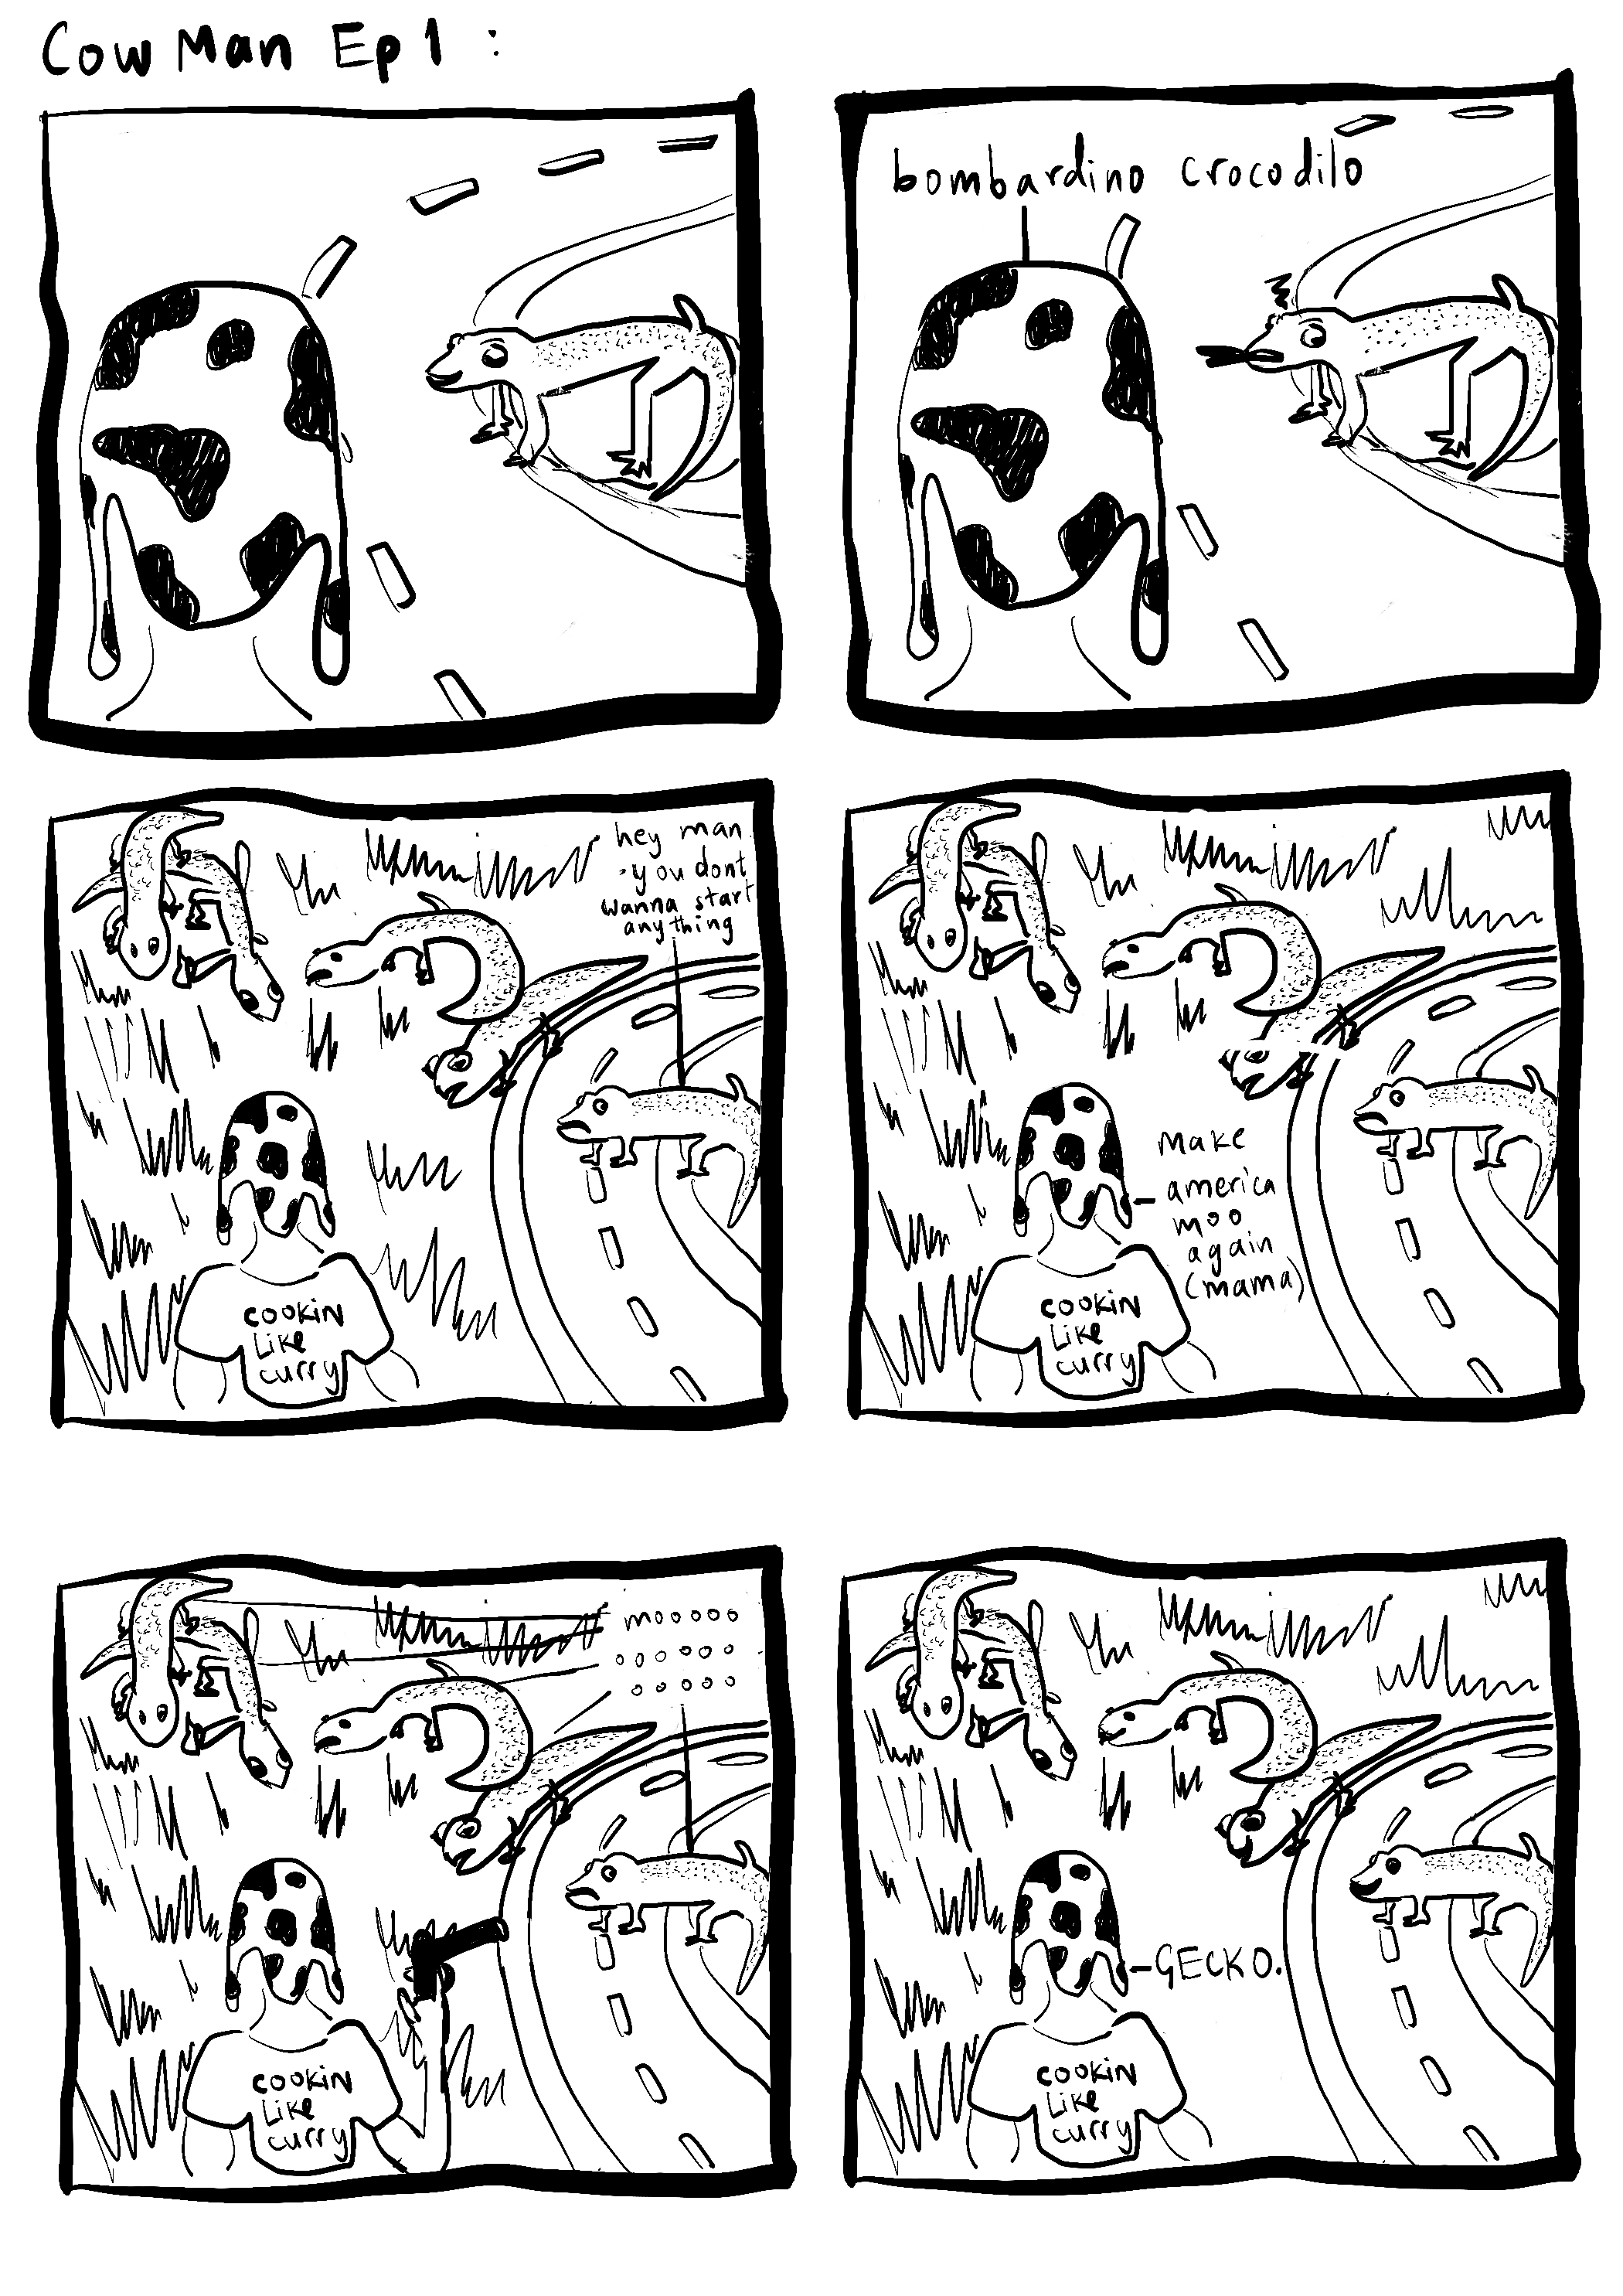 Cow Man Ep 1 :
bombardino crocodilo
hey man
you dont
wanna start
anything
cookin
Like
curry
make
america
moo
again
(mama)
cookin
Like
curry
mooooo
ooooo
ooooo
cookin
Like
curry
GECKO.
cookin
Like
curry